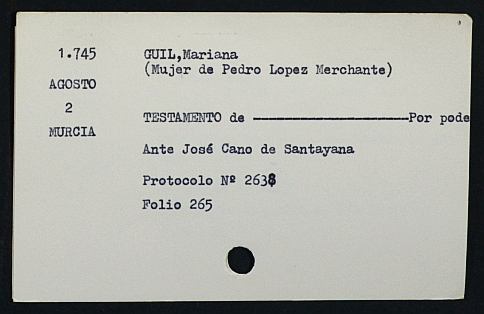 1.745 GUIL,Mariana
(Mujer de Pedro Lopez Merchante)
AGOSTO
2
TESTAMENTO de ---------------------Por pode
MURCIA
Ante José Cano de Santayana
Protocolo Nº 2638
Folio 265